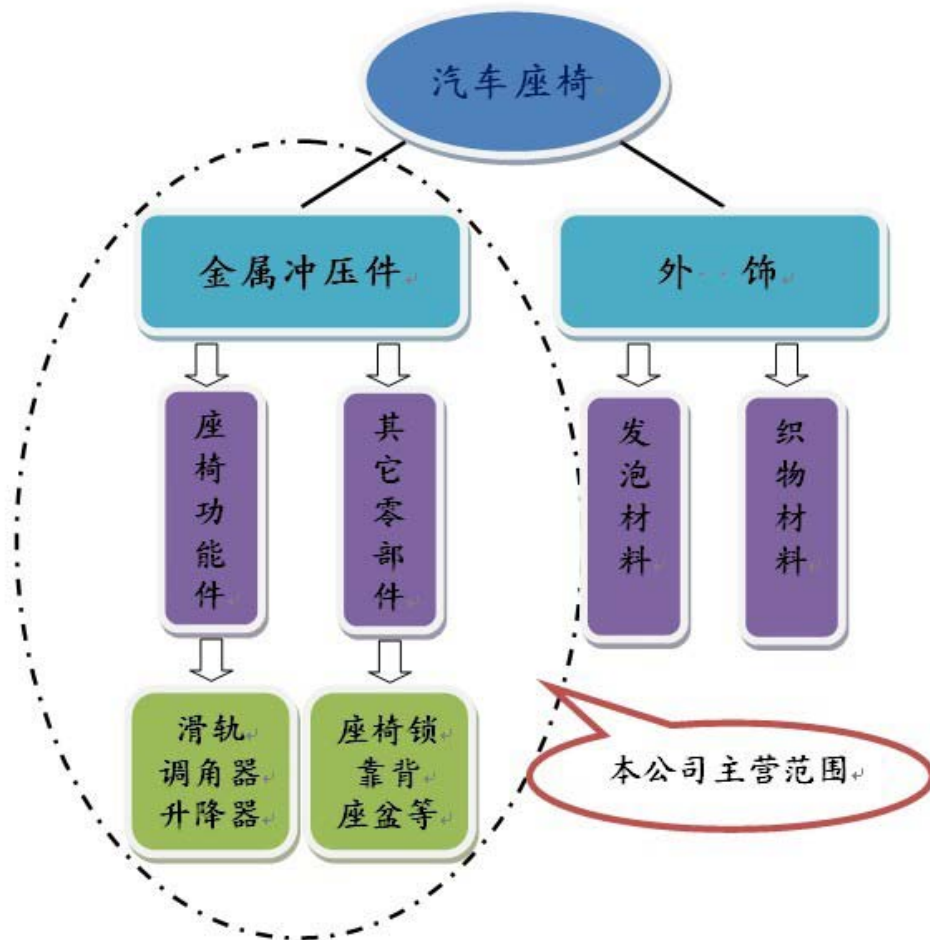 汽车座椅
金属冲压件
外 饰
座椅功能件
其它零部件
发泡材料
织物材料
滑轨
调角器
升降器
座椅锁
靠背
座盆等
本公司主营范围